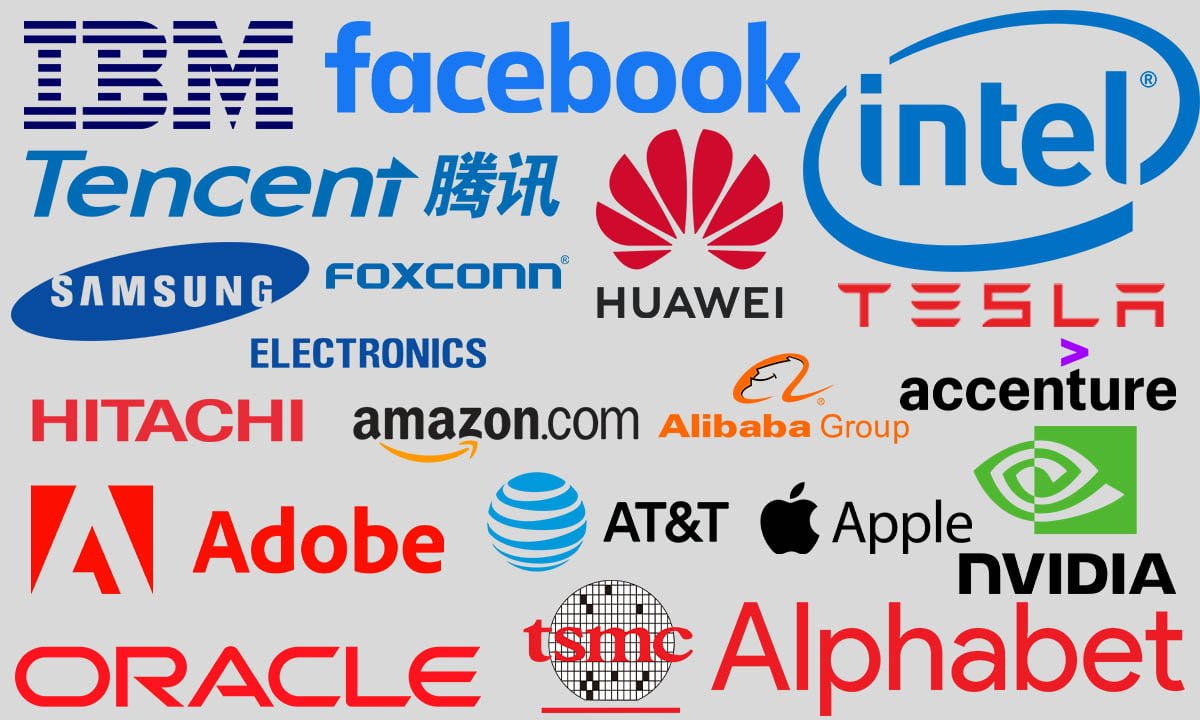 IBM
facebook
intel®
Tencent 腾讯
HUAWEI
SAMSUNG
FOXCONN®
TESLA
ELECTRONICS
>
accenture
HITACHI
amazon.com
Alibaba Group®
Adobe
AT&T
Apple
NVIDIA
ORACLE
tsmc
Alphabet